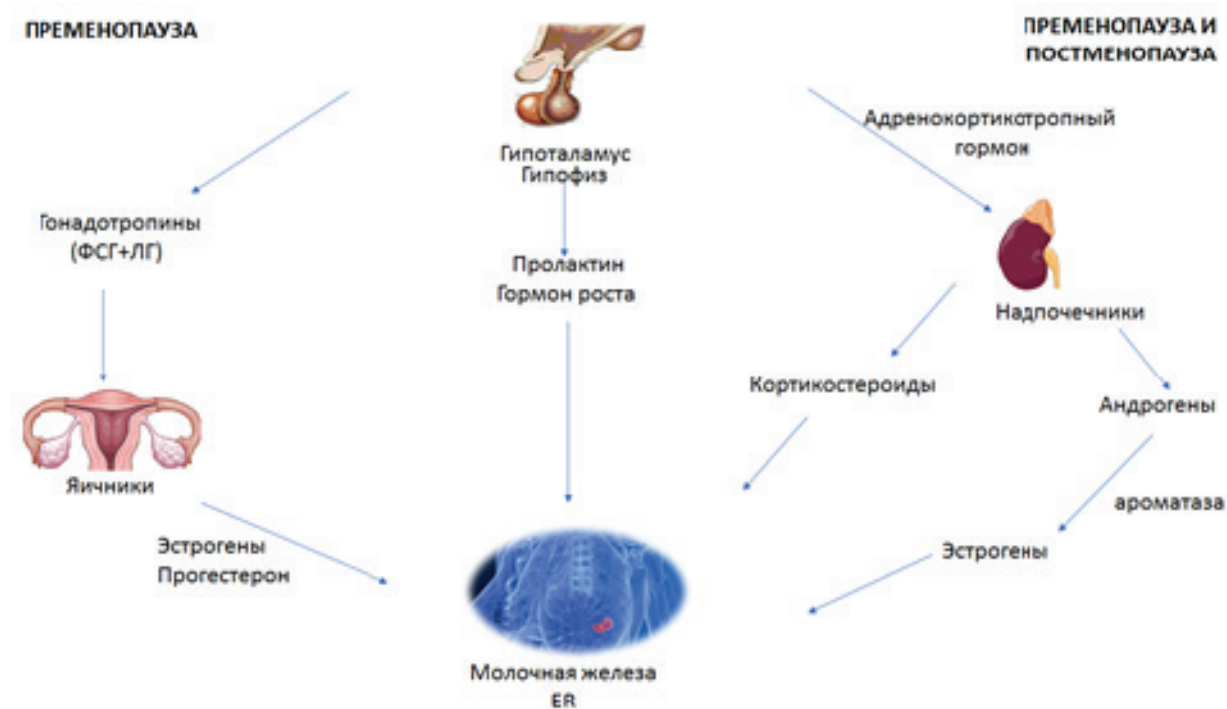 ПРЕМЕНОПАУЗА
ПРЕМЕНОПАУЗА И
ПОСТМЕНОПАУЗА
Адренокортикотропный
гормон
Гипоталамус
Гипофиз
Гонадотропины
(ФСГ+ЛГ)
Пролактин
Гормон роста
Надпочечники
Кортикостероиды
Андрогены
Яичники
ароматаза
Эстрогены
Прогестерон
Эстрогены
Молочная железа
ER